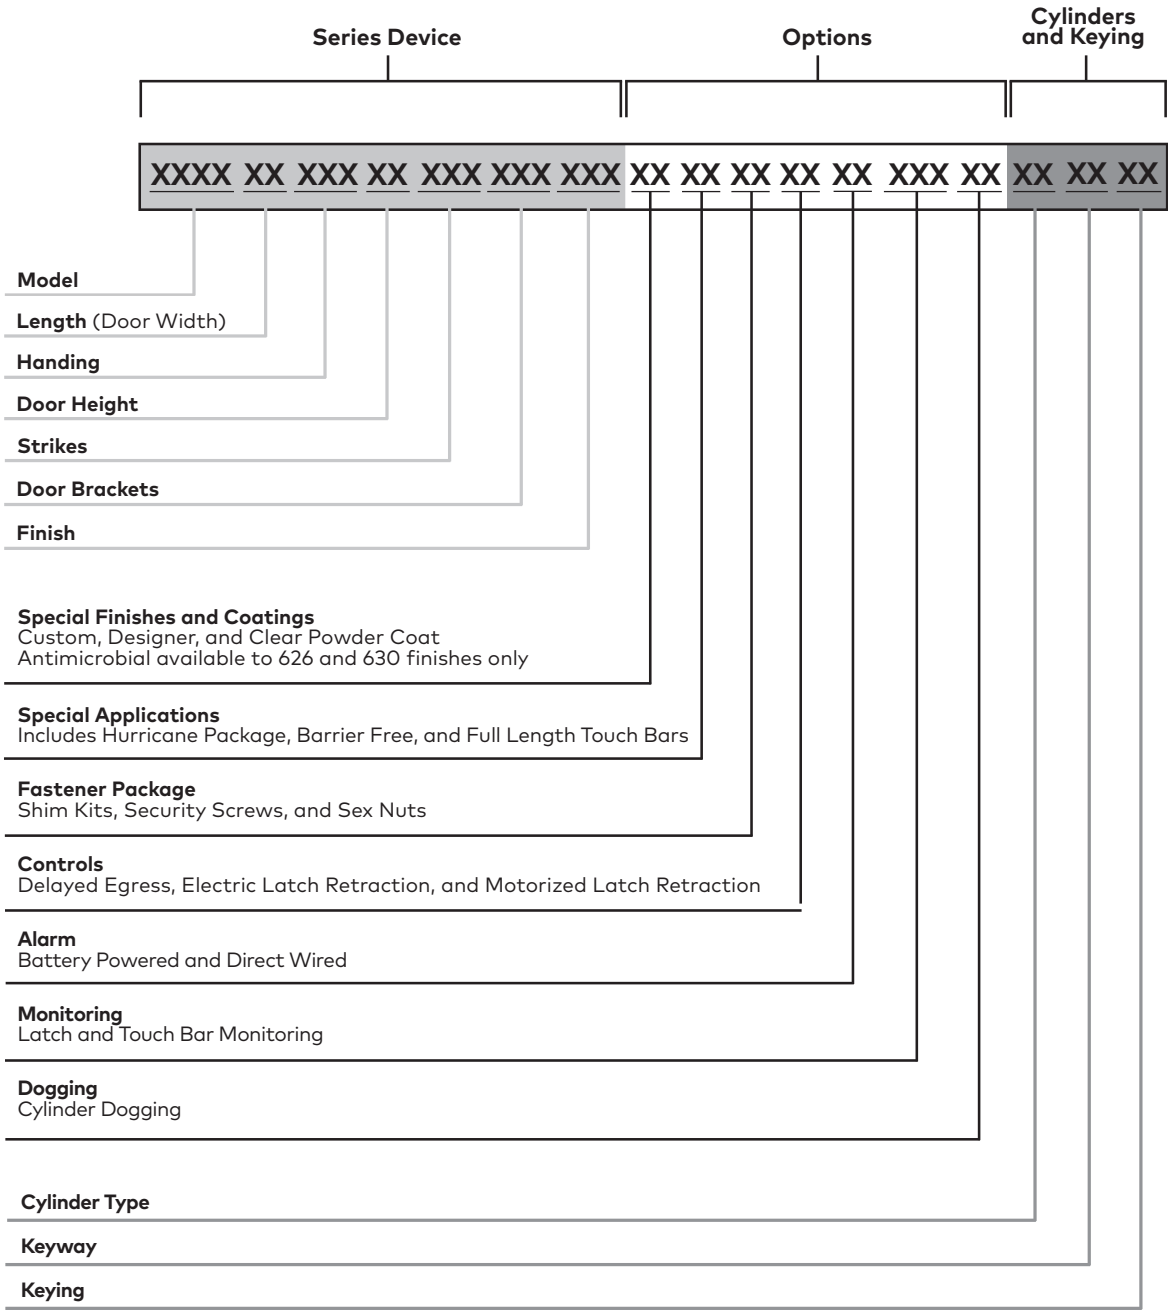 Series Device
Options
Cylinders
and Keying
XXXX XX XXX XX XXX XXX XXX XX XX XX XX XX XXX XX XX XX XX
Model
Length (Door Width)
Handing
Door Height
Strikes
Door Brackets
Finish
Special Finishes and Coatings
Custom, Designer, and Clear Powder Coat
Antimicrobial available to 626 and 630 finishes only
Special Applications
Includes Hurricane Package, Barrier Free, and Full Length Touch Bars
Fastener Package
Shim Kits, Security Screws, and Sex Nuts
Controls
Delayed Egress, Electric Latch Retraction, and Motorized Latch Retraction
Alarm
Battery Powered and Direct Wired
Monitoring
Latch and Touch Bar Monitoring
Dogging
Cylinder Dogging
Cylinder Type
Keyway
Keying